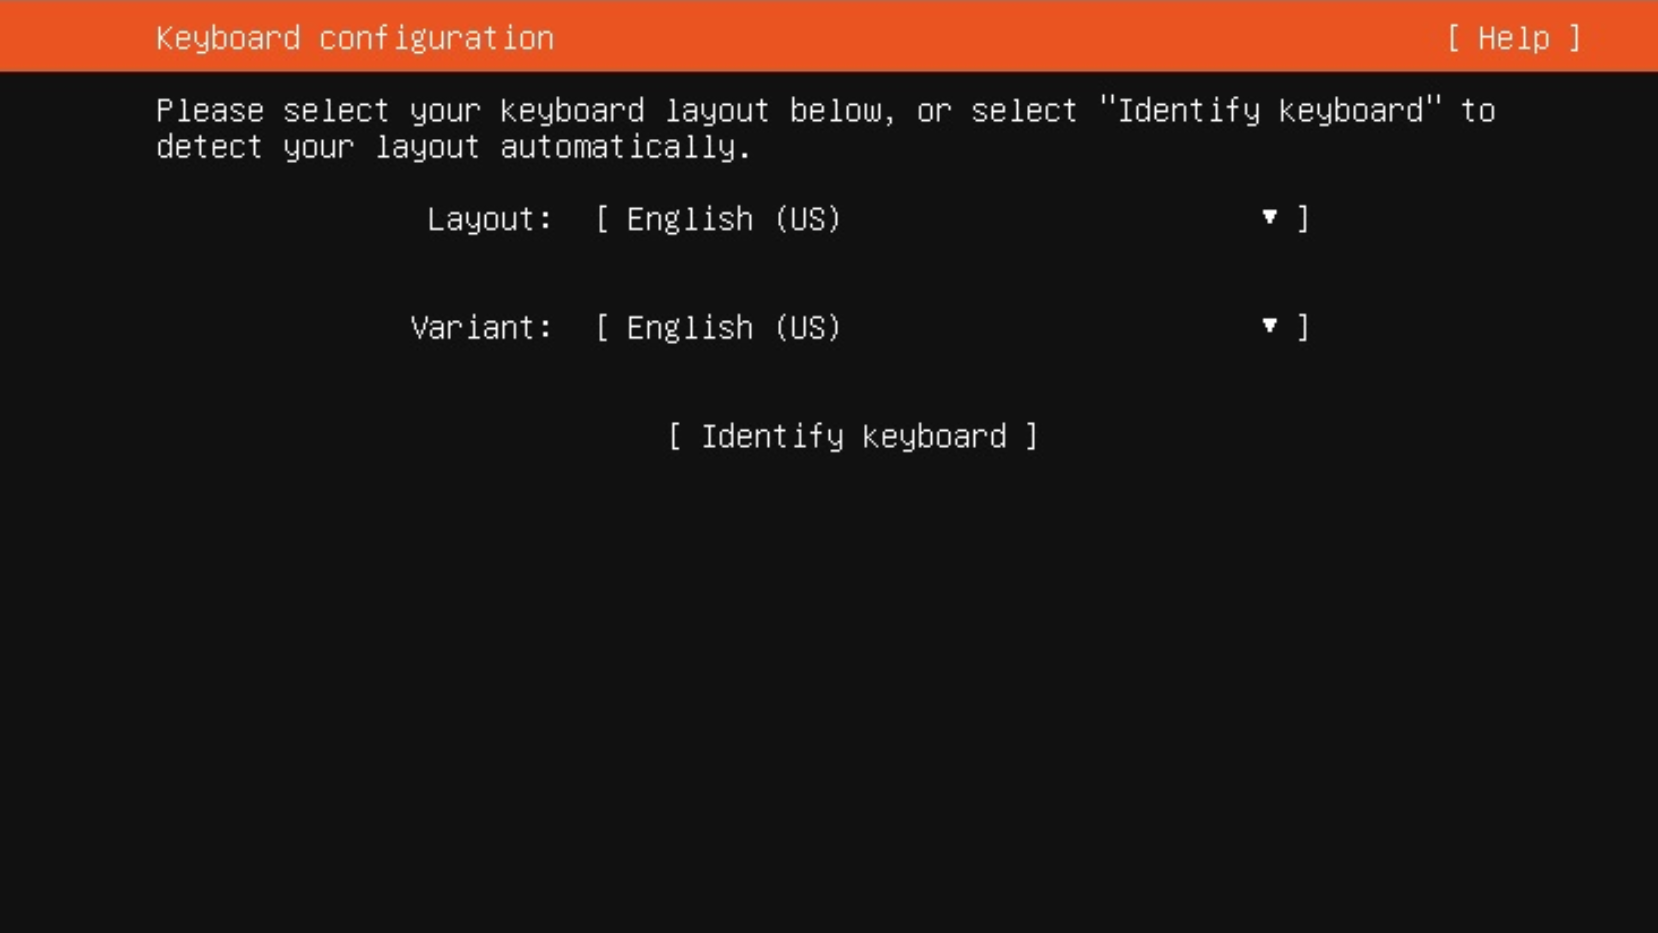 Keyboard configuration [ Help ]
Please select your keyboard layout below, or select "Identify keyboard" to
detect your layout automatically.
Layout: [ English (US) ▼ ]
Variant: [ English (US) ▼ ]
[ Identify keyboard ]